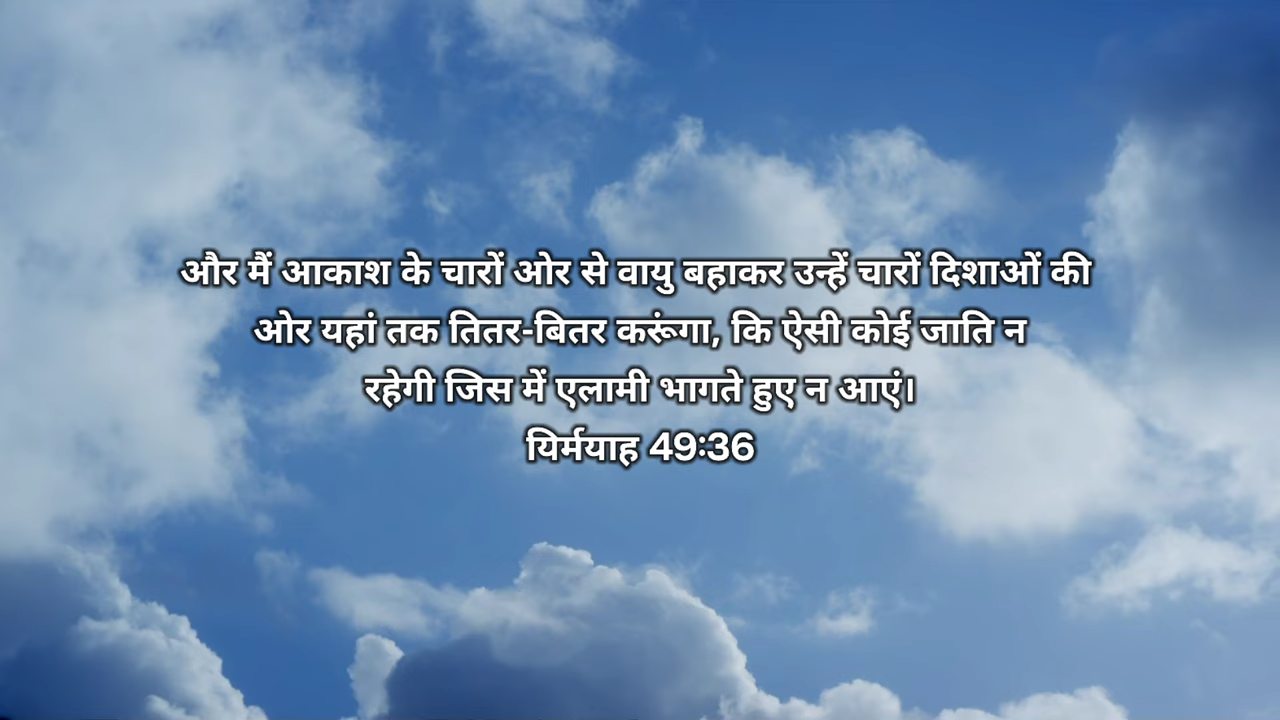 और मैं आकाश के चारों ओर से वायु बहाकर उन्हें चारों दिशाओं की
ओर यहां तक तितर-बितर करूंगा, कि ऐसी कोई जाति न
रहेगी जिस में एलामी भागते हुए न आएं।
यिर्मयाह 49:36